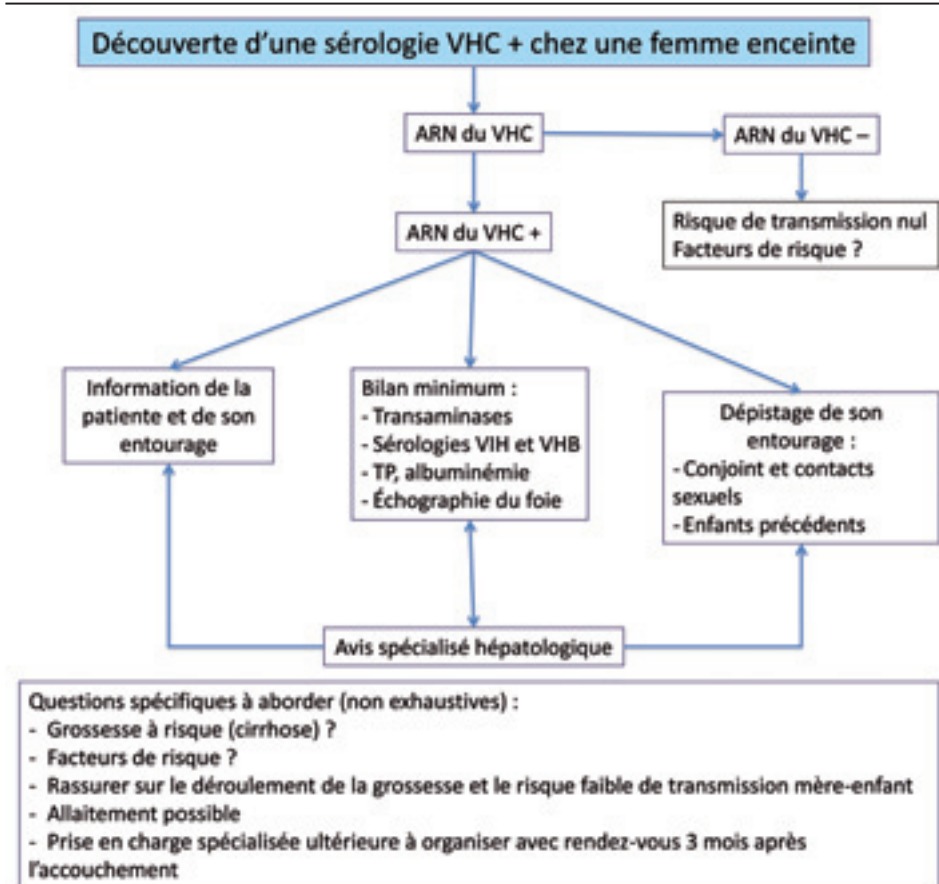 Découverte d'une sérologie VHC + chez une femme enceinte
ARN du VHC
ARN du VHC –
ARN du VHC +
Risque de transmission nul
Facteurs de risque ?
Information de la
patiente et de son
entourage
Bilan minimum :
- Transaminases
- Sérologies VIH et VHB
- TP, albuminémie
- Échographie du foie
Dépistage de son
entourage :
- Conjoint et contacts
sexuels
- Enfants précédents
Avis spécialisé hépatologique
Questions spécifiques à aborder (non exhaustives) :
- Grossesse à risque (cirrhose) ?
- Facteurs de risque ?
- Rassurer sur le déroulement de la grossesse et le risque faible de transmission mère-enfant
- Allaitement possible
- Prise en charge spécialisée ultérieure à organiser avec rendez-vous 3 mois après
l'accouchement